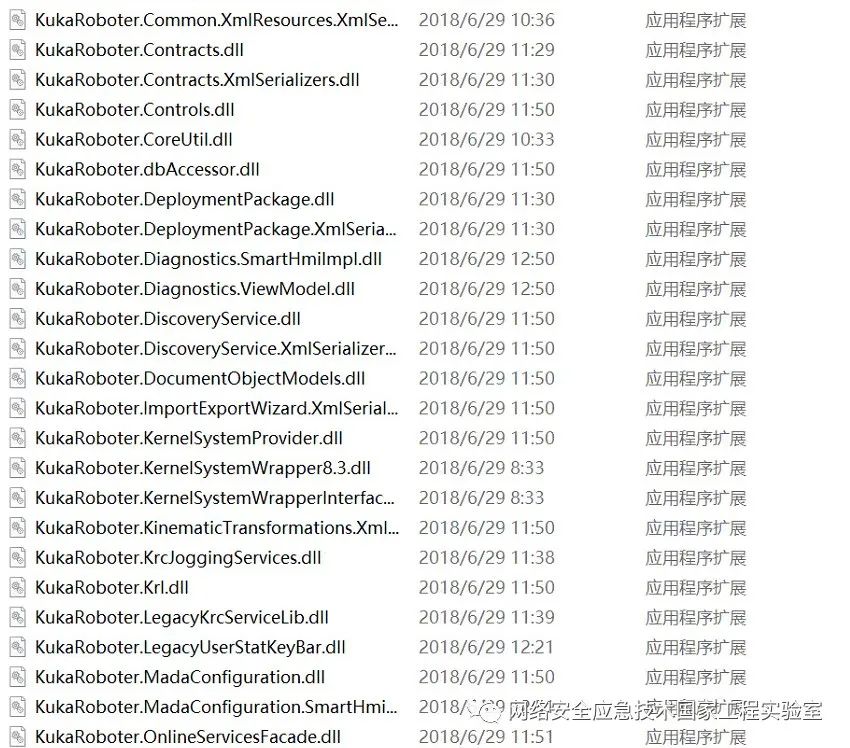 KukaRoboter.Common.XmlResources.XmlSe... 2018/6/29 10:36 应用程序扩展
KukaRoboter.Contracts.dll 2018/6/29 11:29 应用程序扩展
KukaRoboter.Contracts.XmlSerializers.dll 2018/6/29 11:30 应用程序扩展
KukaRoboter.Controls.dll 2018/6/29 11:50 应用程序扩展
KukaRoboter.CoreUtil.dll 2018/6/29 10:33 应用程序扩展
KukaRoboter.dbAccessor.dll 2018/6/29 11:50 应用程序扩展
KukaRoboter.DeploymentPackage.dll 2018/6/29 11:30 应用程序扩展
KukaRoboter.DeploymentPackage.XmlSeria... 2018/6/29 11:30 应用程序扩展
KukaRoboter.Diagnostics.SmartHmiImpl.dll 2018/6/29 12:50 应用程序扩展
KukaRoboter.Diagnostics.ViewModel.dll 2018/6/29 12:50 应用程序扩展
KukaRoboter.DiscoveryService.dll 2018/6/29 11:50 应用程序扩展
KukaRoboter.DiscoveryService.XmlSerializer... 2018/6/29 11:50 应用程序扩展
KukaRoboter.DocumentObjectModels.dll 2018/6/29 11:50 应用程序扩展
KukaRoboter.ImportExportWizard.XmlSerial... 2018/6/29 11:50 应用程序扩展
KukaRoboter.KernelSystemProvider.dll 2018/6/29 11:50 应用程序扩展
KukaRoboter.KernelSystemWrapper8.3.dll 2018/6/29 8:33 应用程序扩展
KukaRoboter.KernelSystemWrapperInterfac... 2018/6/29 8:33 应用程序扩展
KukaRoboter.KinematicTransformations.Xml... 2018/6/29 11:50 应用程序扩展
KukaRoboter.KrcJoggingServices.dll 2018/6/29 11:38 应用程序扩展
KukaRoboter.Krl.dll 2018/6/29 11:50 应用程序扩展
KukaRoboter.LegacyKrcServiceLib.dll 2018/6/29 11:39 应用程序扩展
KukaRoboter.LegacyUserStatKeyBar.dll 2018/6/29 12:21 应用程序扩展
KukaRoboter.MadaConfiguration.dll 2018/6/29 11:50 应用程序扩展
KukaRoboter.MadaConfiguration.SmartHmi...
网络安全应急技术国家工程实验室
KukaRoboter.OnlineServicesFacade.dll 2018/6/29 11:51 应用程序扩展